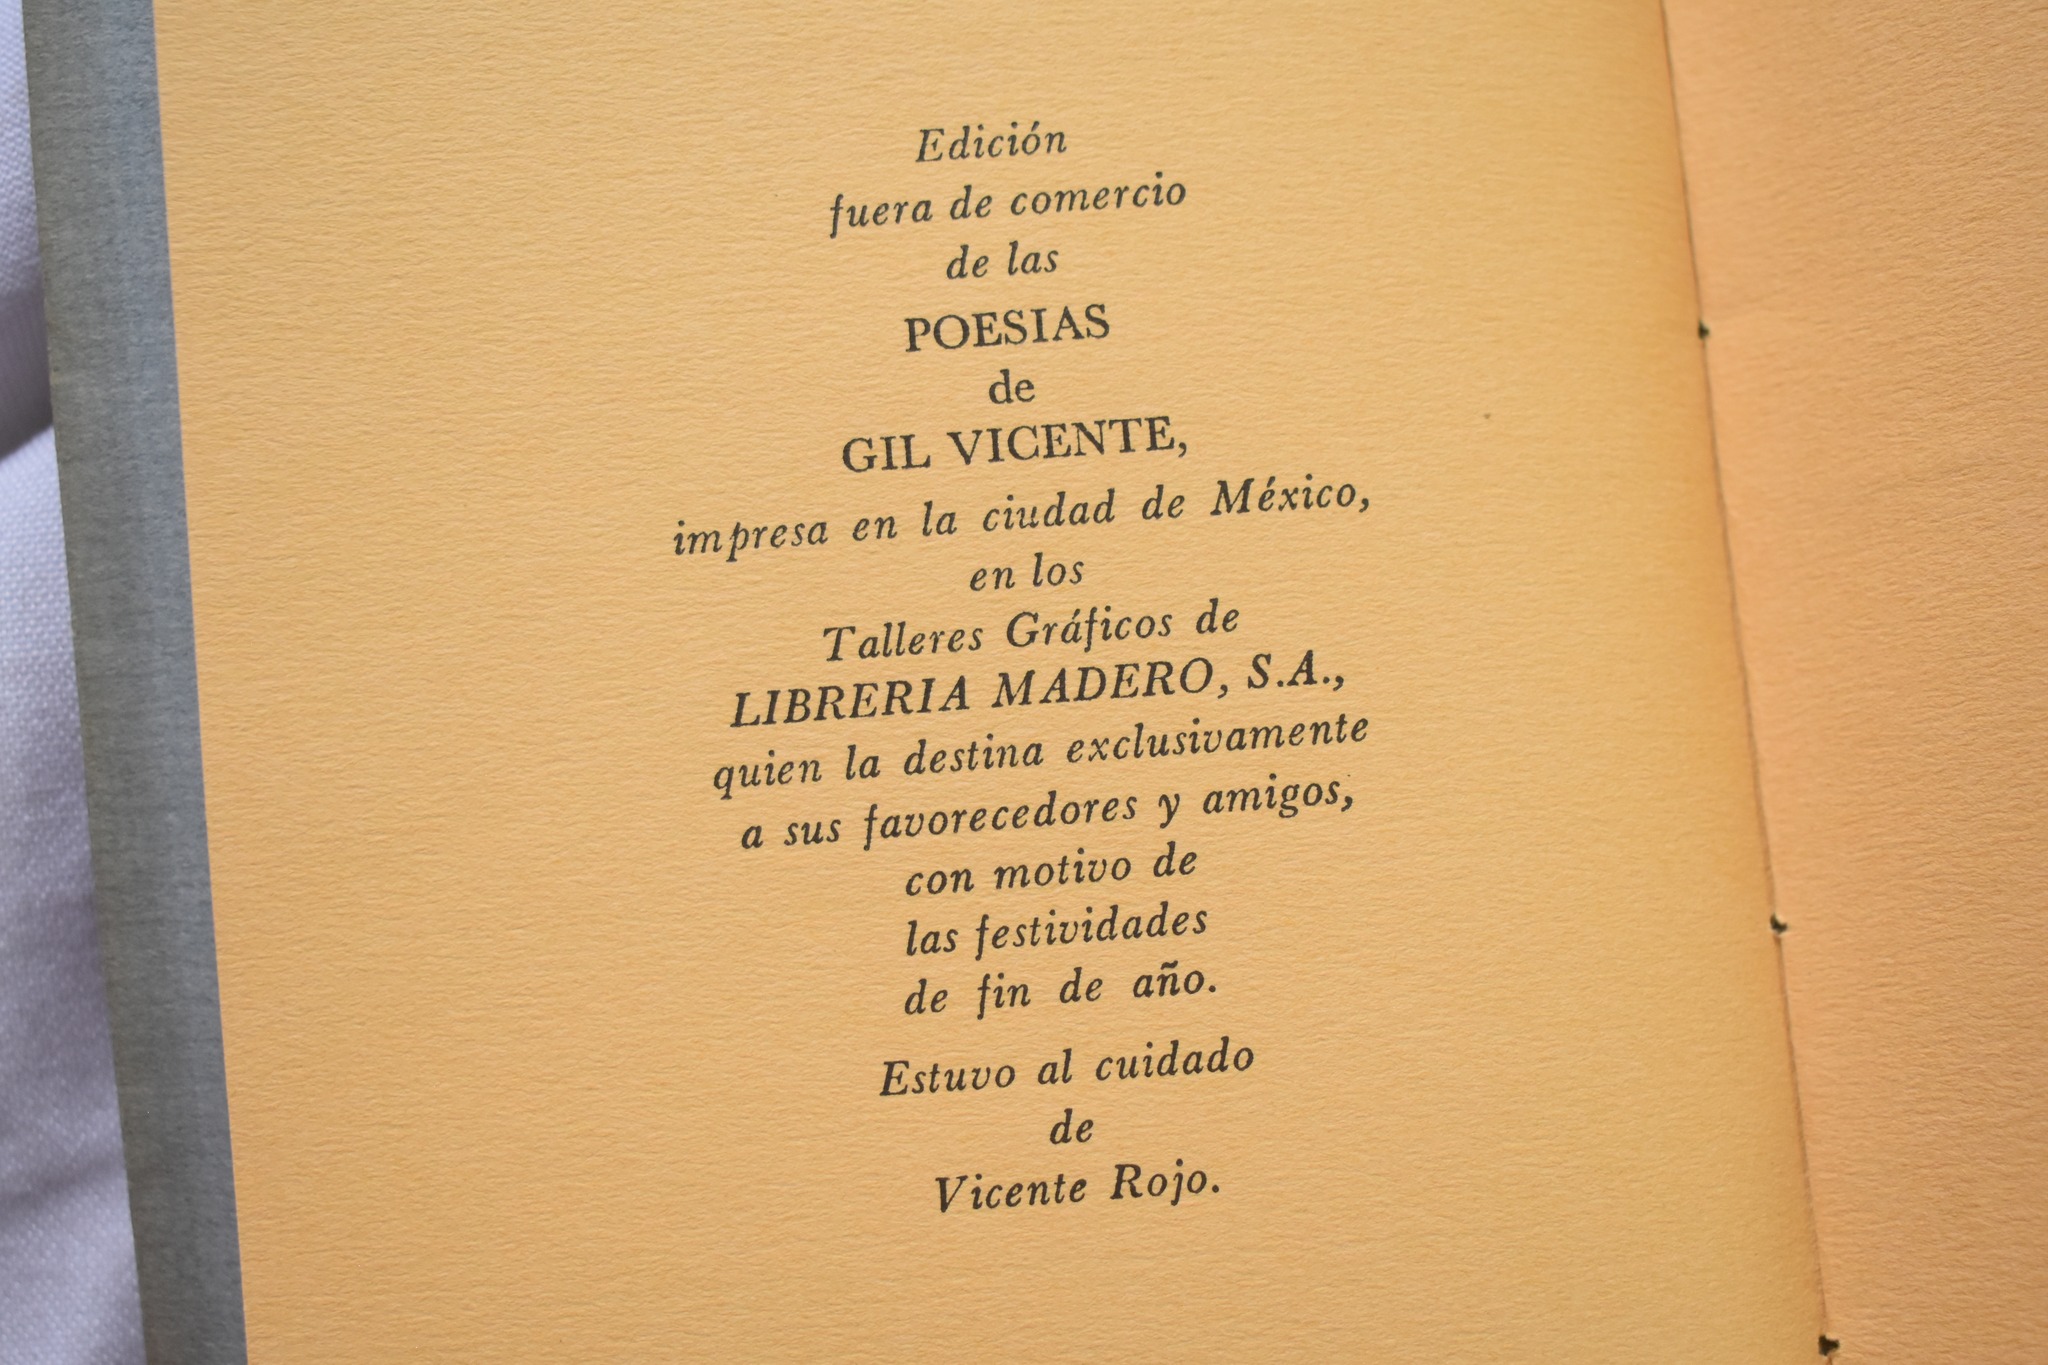 Edición
fuera de comercio
de las
POESIAS
de
GIL VICENTE,
impresa en la ciudad de México,
en los
Talleres Gráficos de
LIBRERIA MADERO, S.A.,
quien la destina exclusivamente
a sus favorecedores y amigos,
con motivo de
las festividades
de fin de año.
Estuvo al cuidado
de
Vicente Rojo.